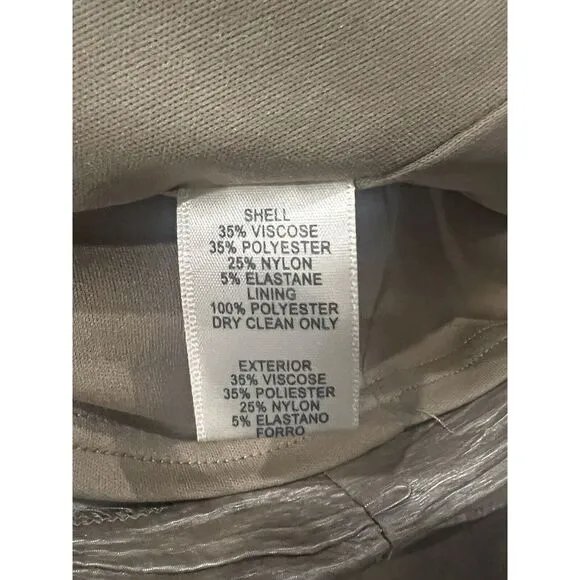 SHELL
35% VISCOSE
35% POLYESTER
25% NYLON
5% ELASTANE
LINING
100% POLYESTER
DRY CLEAN ONLY
EXTERIOR
35% VISCOSE
35% POLIESTER
25% NYLON
5% ELASTANO
FORRO